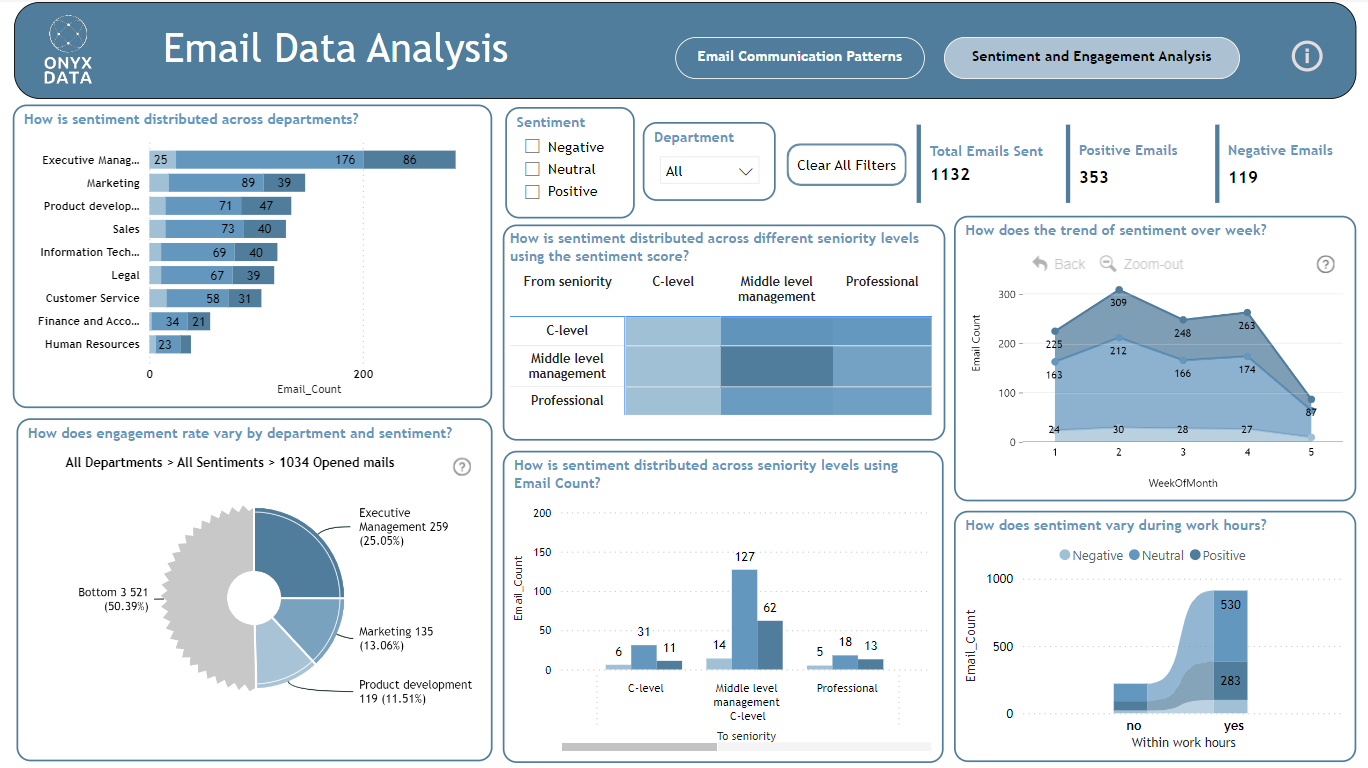 ONYX
DATA
Email Data Analysis
Email Communication Patterns
Sentiment and Engagement Analysis
i
How is sentiment distributed across departments?
Executive Manag... 25 176 86
Marketing 89 39
Product develop... 71 47
Sales 73 40
Information Tech... 69 40
Legal 67 39
Customer Service 58 31
Finance and Acco... 34 21
Human Resources 23
0 200
Email_Count
Sentiment
Negative
Neutral
Positive
Department
All
Clear All Filters
Total Emails Sent
1132
Positive Emails
353
Negative Emails
119
How is sentiment distributed across different seniority levels
using the sentiment score?
From seniority C-level Middle level Professional
management
C-level
Middle level
management
Professional
How does the trend of sentiment over week?
Back Zoom-out ?
Email Count
300
200
100
0
309
263
248
225
212
174
166
163
87
24 30 28 27
1 2 3 4 5
WeekOfMonth
How does engagement rate vary by department and sentiment?
All Departments > All Sentiments > 1034 Opened mails ?
Executive
Management 259
(25.05%)
Bottom 3 521
(50.39%)
Marketing 135
(13.06%)
Product development
119 (11.51%)
How is sentiment distributed across seniority levels using
Email Count?
Email_Count
200
150
100
50
0
6 31 11
14 127 62
5 18 13
C-level Middle level Professional
management
C-level
To seniority
How does sentiment vary during work hours?
Negative Neutral Positive
Email_Count
1000
500
0
530
283
no yes
Within work hours